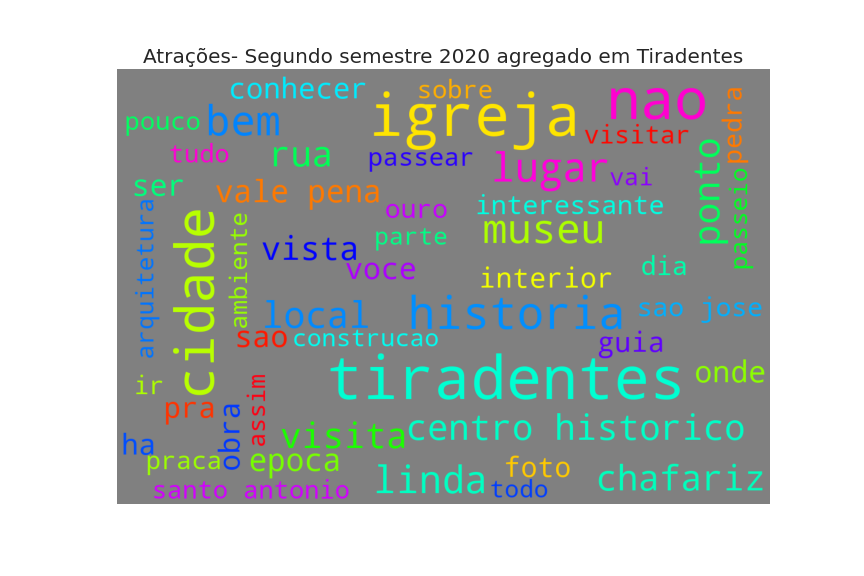 Atrações- Segundo semestre 2020 agregado em Tiradentes
conhecer
sobre
igreja
nao
pouco
bem
visitar
pedra
tudo
rua
passear
lugar
vai
ponto
passeio
ser
vale pena
ouro
interessante
arquitetura
cidade
ambiente
vista
parte
museu
voce
interior
dia
local
historia
sao jose
sao
construcao
guia
tiradentes
onde
ir
pra
assim
obra
visita
centro historico
ha
praca
epoca
foto
linda
chafariz
santo antonio
todo